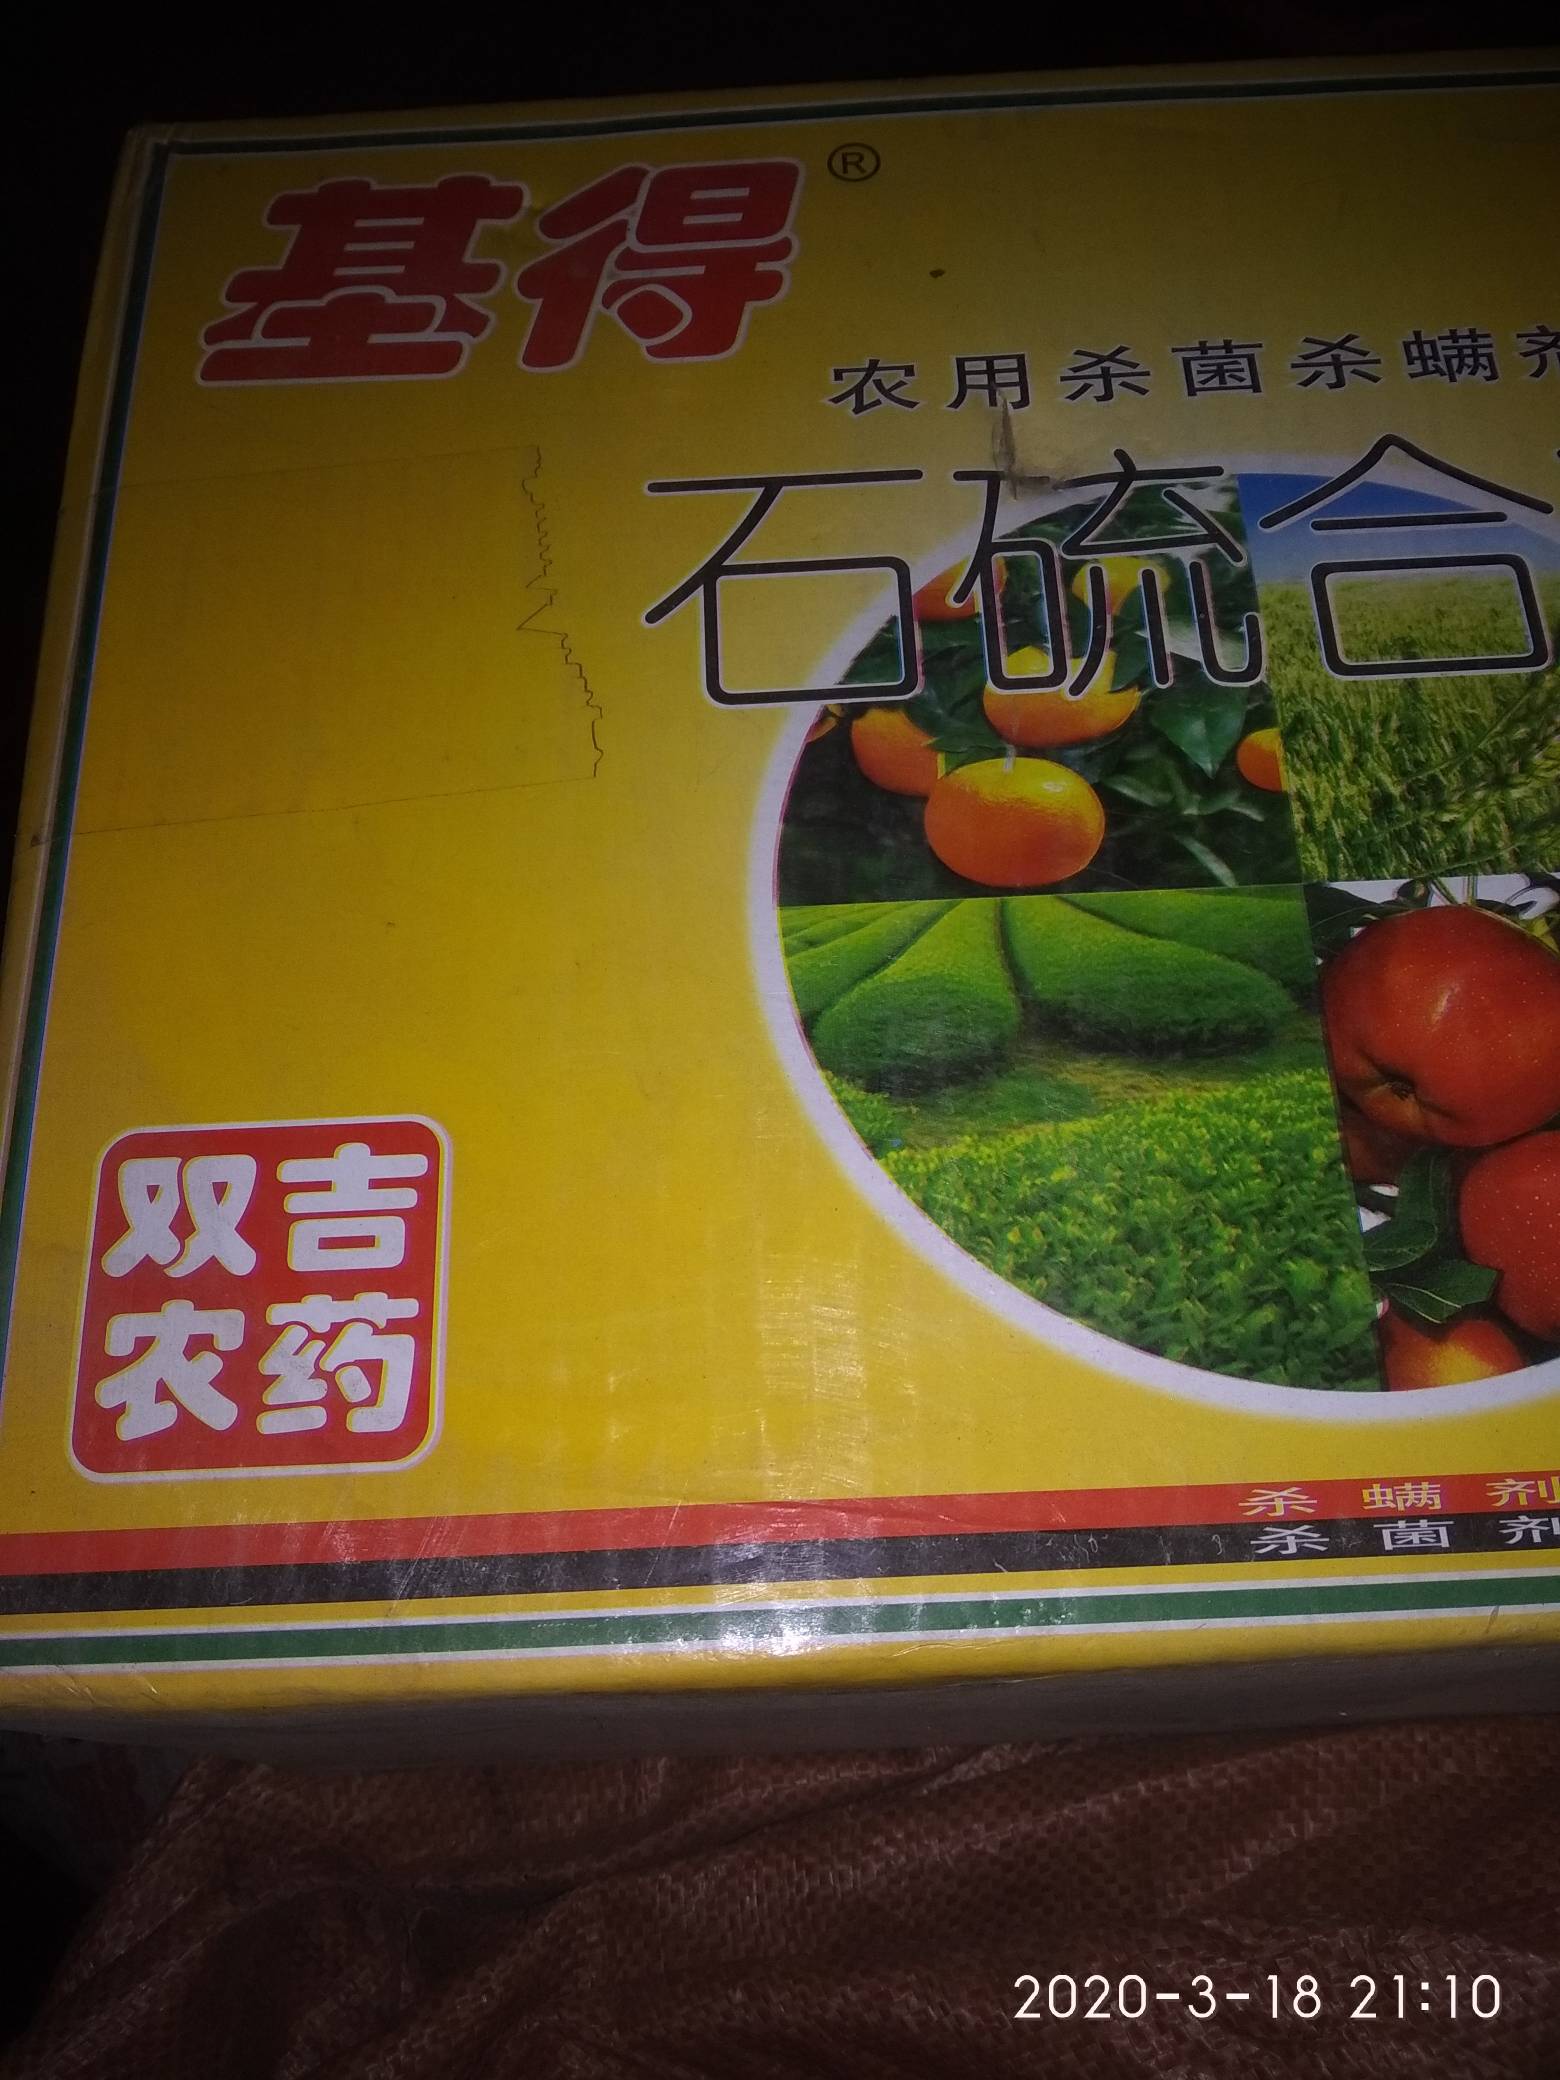 基得®
农用杀菌杀螨剂
石硫合
双吉
农药
杀螨剂
杀菌剂
2020-3-18 21:10